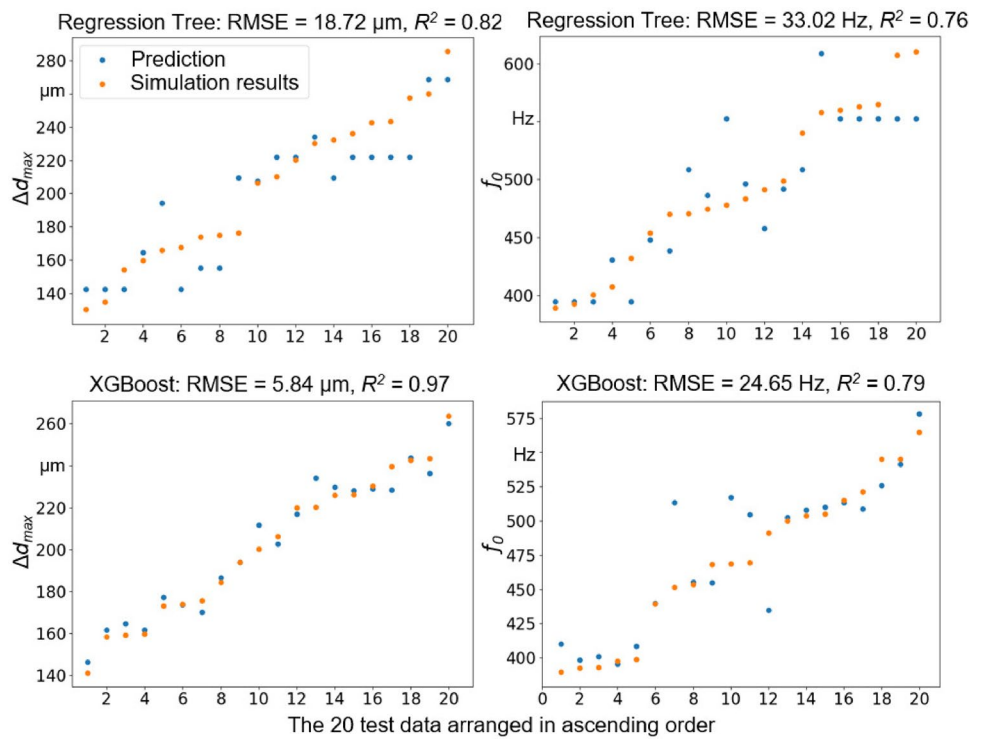 Regression Tree: RMSE = 18.72 µm, R² = 0.82
Prediction
Simulation results
280
µm
240
220
200
180
160
140
Δd_max
2 4 6 8 10 12 14 16 18 20
Regression Tree: RMSE = 33.02 Hz, R² = 0.76
600
Hz
500
450
400
f₀
2 4 6 8 10 12 14 16 18 20
XGBoost: RMSE = 5.84 µm, R² = 0.97
260
µm
220
200
180
160
140
Δd_max
2 4 6 8 10 12 14 16 18 20
XGBoost: RMSE = 24.65 Hz, R² = 0.79
575
Hz
525
500
475
450
425
400
f₀
0 2 4 6 8 10 12 14 16 18 20
The 20 test data arranged in ascending order